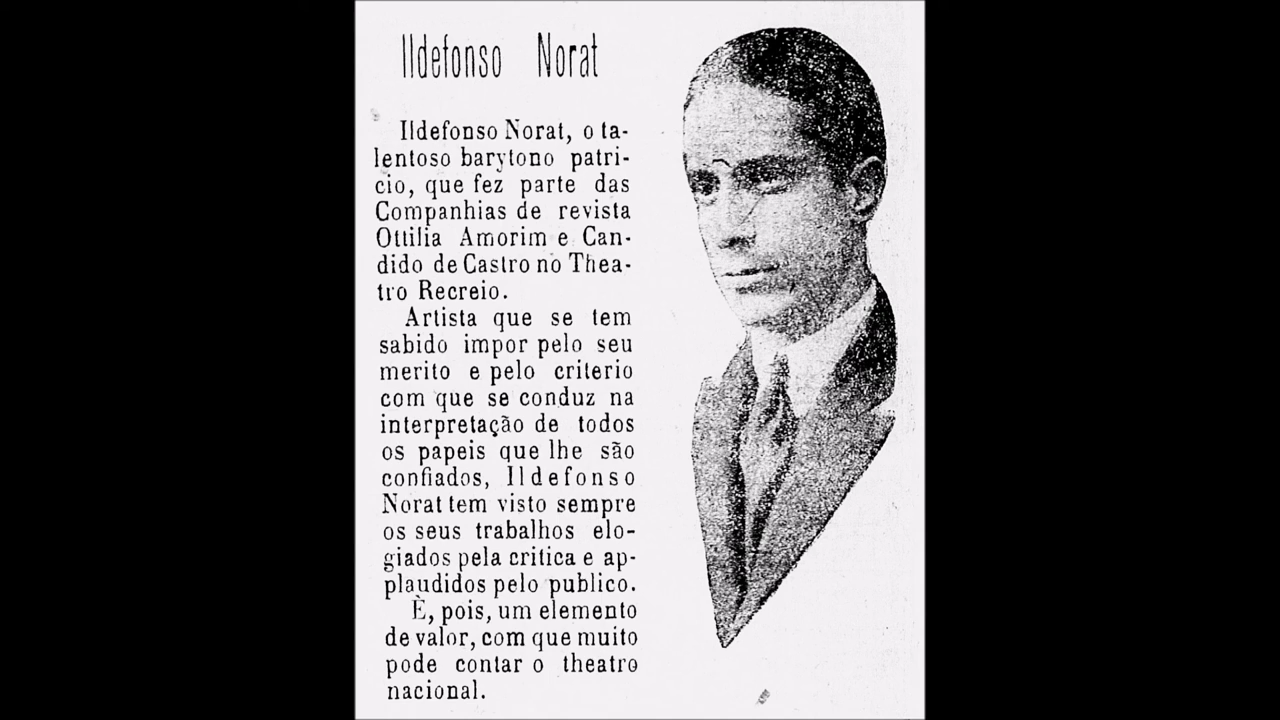 Ildefonso Norat
Ildefonso Norat, o ta-
lentoso barytono patri-
cio, que fez parte das
Companhias de revista
Ottilia Amorim e Can-
dido de Castro no Thea-
tro Recreio.
Artista que se tem
sabido impor pelo seu
merito e pelo criterio
com que se conduz na
interpretação de todos
os papeis que lhe são
confiados, Ildefonso
Norat tem visto sempre
os seus trabalhos elo-
giados pela critica e ap-
plaudidos pelo publico.
È, pois, um elemento
de valor, com que muito
pode contar o theatro
nacional.